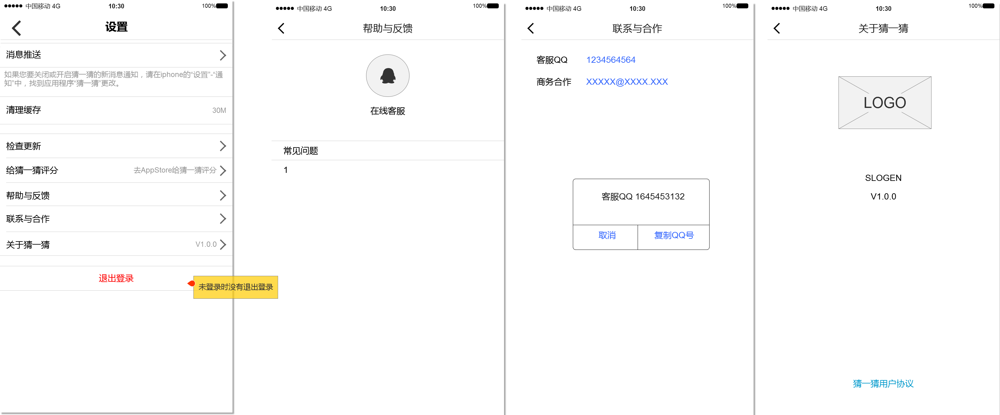 中国移动 4G
10:30
100%
设置
消息推送
如果您要关闭或开启猜一猜的新消息通知，请在iphone的“设置”-“通
知”中，找到应用程序“猜一猜”更改。
清理缓存
30M
检查更新
给猜一猜评分
去AppStore给猜一猜评分
帮助与反馈
联系与合作
关于猜一猜
V1.0.0
退出登录
未登录时没有退出登录
中国移动 4G
10:30
100%
帮助与反馈
在线客服
常见问题
1
中国移动 4G
10:30
100%
联系与合作
客服QQ
1234564564
商务合作
XXXXX@XXXX.XXX
客服QQ 1645453132
取消
复制QQ号
中国移动 4G
10:30
100%
关于猜一猜
LOGO
SLOGEN
V1.0.0
猜一猜用户协议